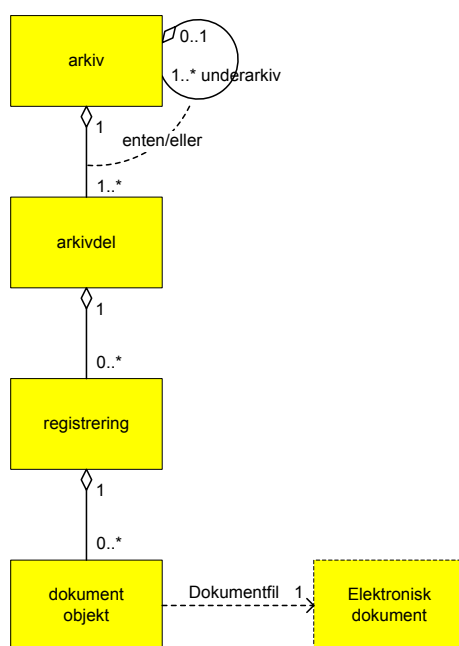 arkiv
0..1
1..* underarkiv
1
enten/eller
1..*
arkivdel
1
0..*
registrering
1
0..*
dokument
objekt
Dokumentfil 1
Elektronisk
dokument